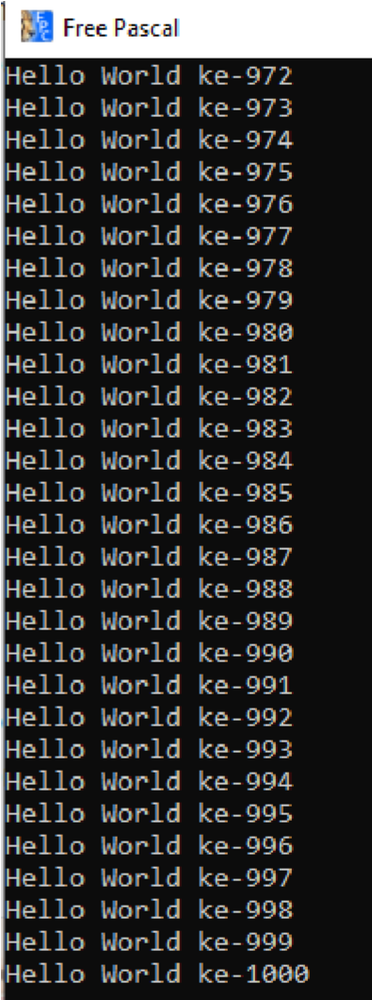 Free Pascal
Hello World ke-972
Hello World ke-973
Hello World ke-974
Hello World ke-975
Hello World ke-976
Hello World ke-977
Hello World ke-978
Hello World ke-979
Hello World ke-980
Hello World ke-981
Hello World ke-982
Hello World ke-983
Hello World ke-984
Hello World ke-985
Hello World ke-986
Hello World ke-987
Hello World ke-988
Hello World ke-989
Hello World ke-990
Hello World ke-991
Hello World ke-992
Hello World ke-993
Hello World ke-994
Hello World ke-995
Hello World ke-996
Hello World ke-997
Hello World ke-998
Hello World ke-999
Hello World ke-1000